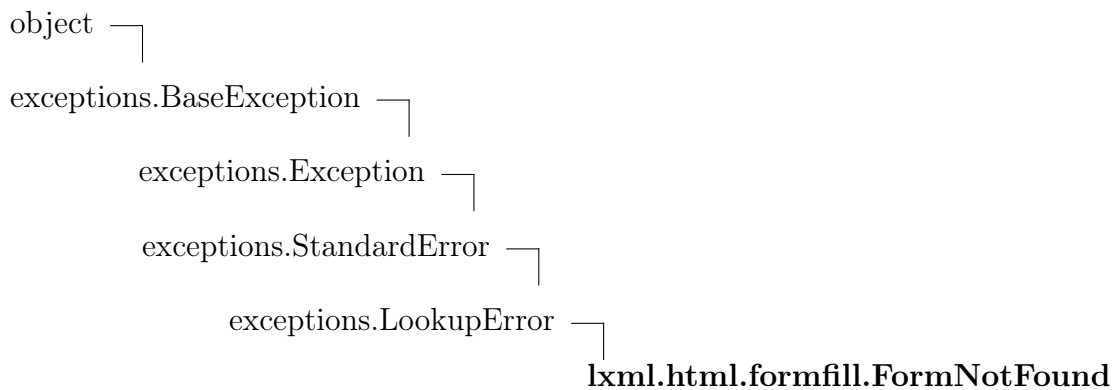 object
exceptions.BaseException
exceptions.Exception
exceptions.StandardError
exceptions.LookupError
lxml.html.formfill.FormNotFound